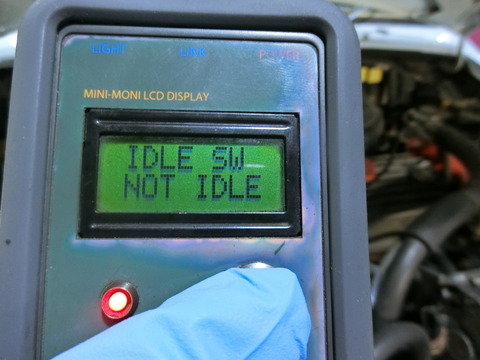 LIGHT LINK POWER
MINI-MONI LCD DISPLAY
IDLE SW
NOT IDLE